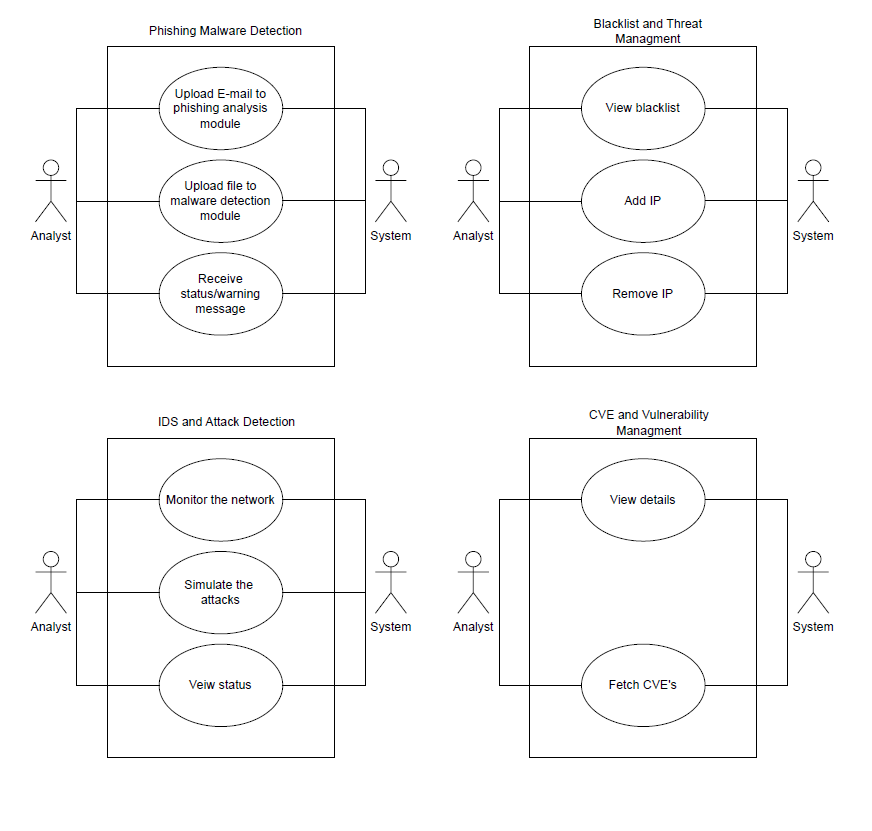 Phishing Malware Detection
Upload E-mail to
phishing analysis
module
Upload file to
malware detection
module
Receive
status/warning
message
Analyst
System
Blacklist and Threat
Managment
View blacklist
Add IP
Remove IP
Analyst
System
IDS and Attack Detection
Monitor the network
Simulate the
attacks
Veiw status
Analyst
System
CVE and Vulnerability
Managment
View details
Fetch CVE's
Analyst
System